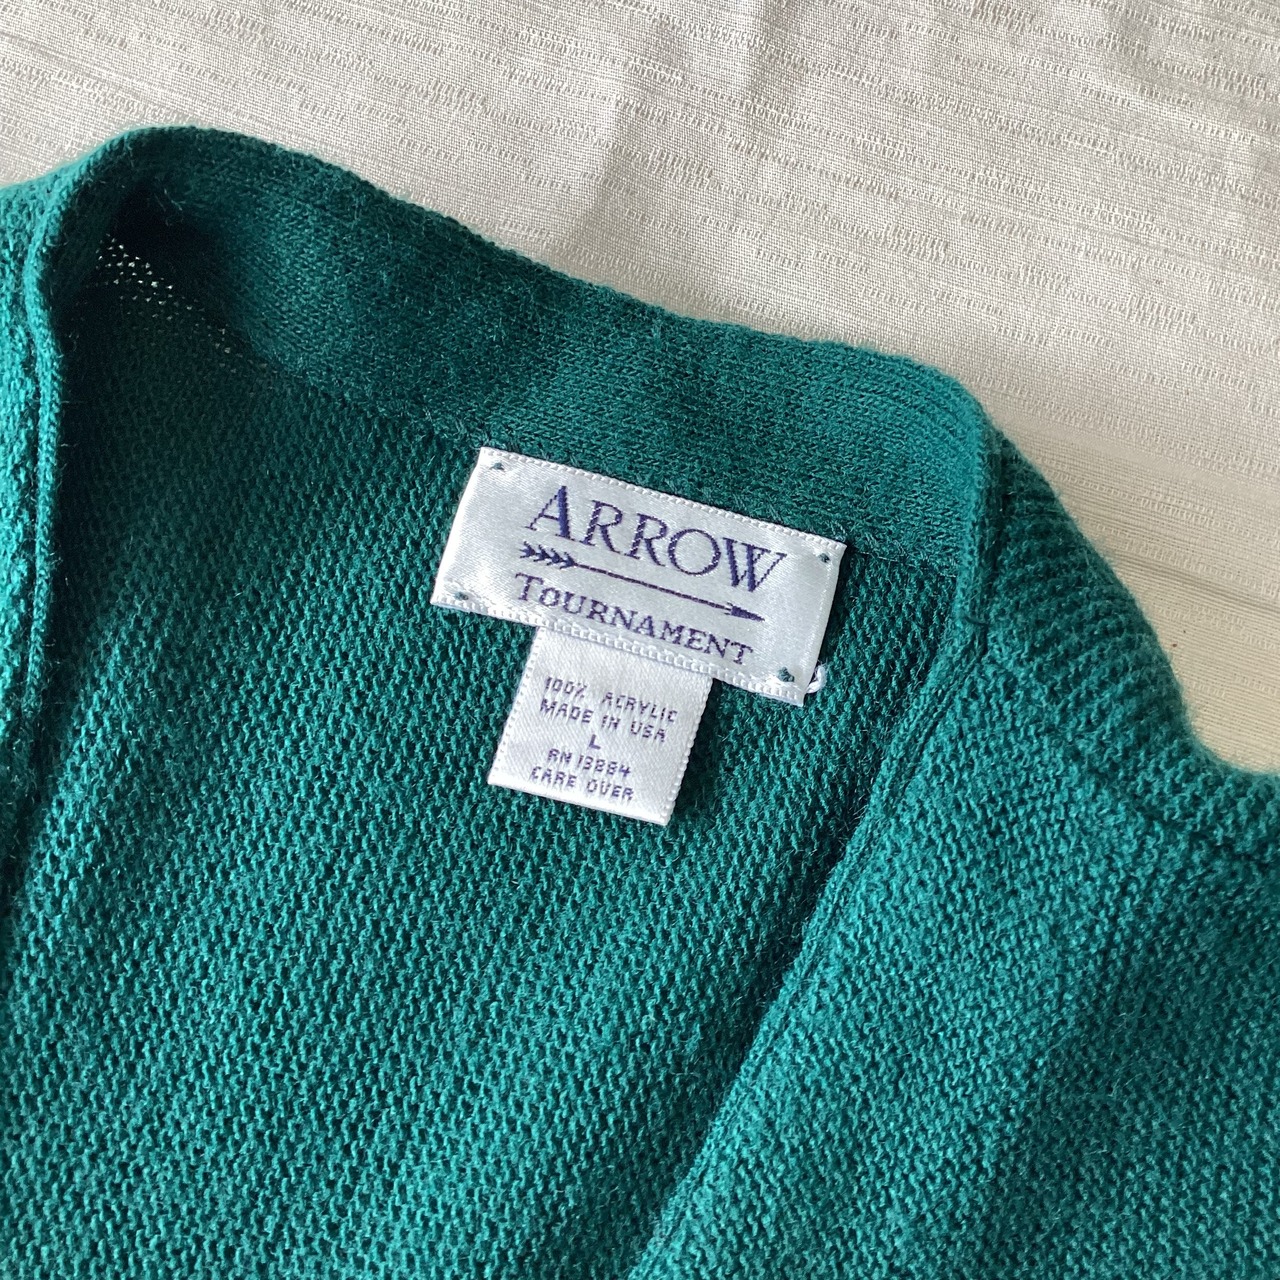 ARROW
TOURNAMENT
100% ACRYLIC
MADE IN USA
L
RN 13884
CARE OVER